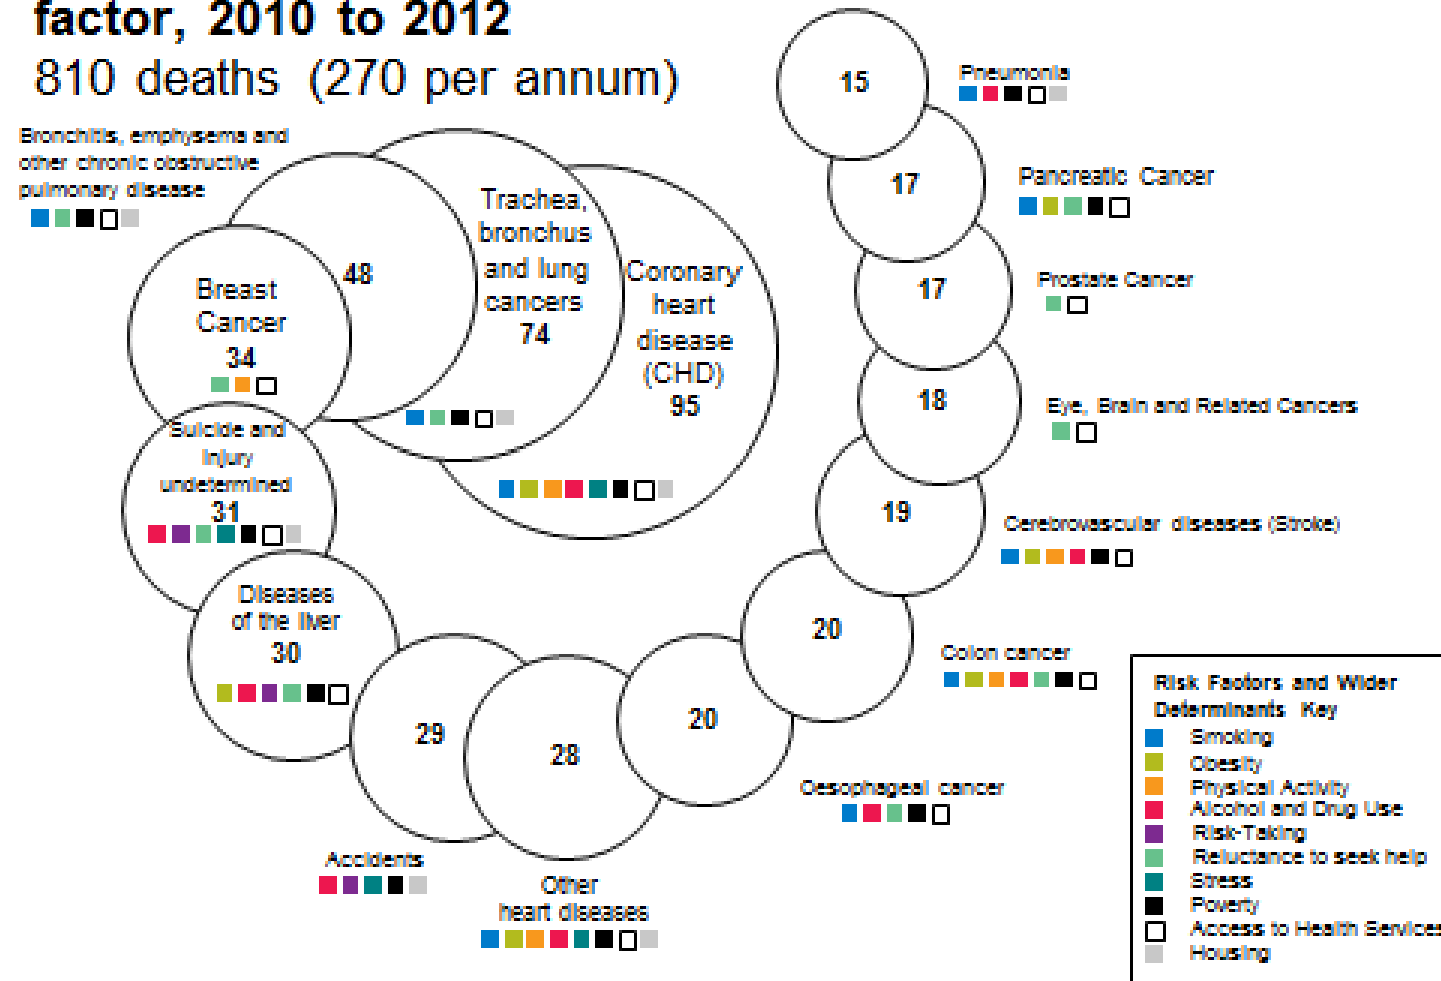 factor, 2010 to 2012
810 deaths (270 per annum)
Bronchitis, emphysema and
other chronic obstructive
pulmonary disease
48
Trachea,
bronchus
and lung
cancers
74
Coronary
heart
disease
(CHD)
95
Breast
Cancer
34
Suicide and
injury
undetermined
31
Diseases
of the liver
30
29
Accidents
28
Other
heart diseases
20
Oesophageal cancer
20
Colon cancer
19
Cerebrovascular diseases (Stroke)
18
Eye, Brain and Related Cancers
17
Prostate Cancer
17
Pancreatic Cancer
15
Pneumonia
Risk Factors and Wider
Determinants Key
Smoking
Obesity
Physical Activity
Alcohol and Drug Use
Risk-Taking
Reluctance to seek help
Stress
Poverty
Access to Health Services
Housing